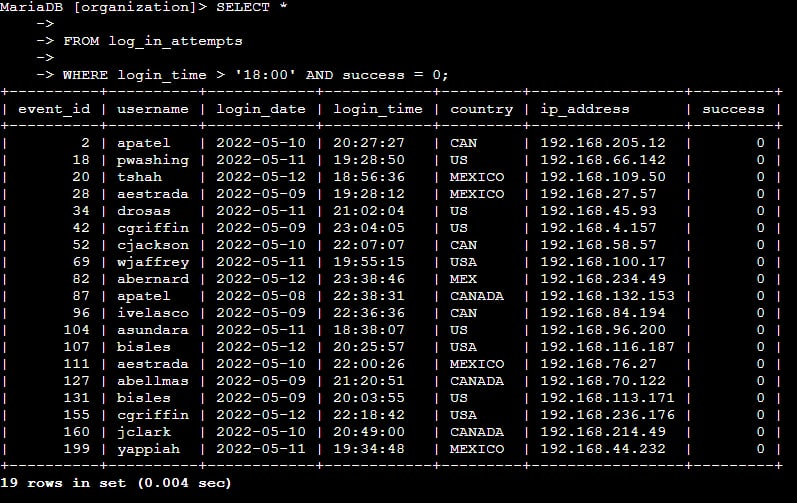 MariaDB [organization]> SELECT *
    ->
    -> FROM log_in_attempts
    ->
    -> WHERE login_time > '18:00' AND success = 0;
+----------+----------+------------+------------+---------+-----------------+---------+
| event_id | username | login_date | login_time | country | ip_address      | success |
+----------+----------+------------+------------+---------+-----------------+---------+
|        2 | apatel   | 2022-05-10 | 20:27:27   | CAN     | 192.168.205.12  |       0 |
|       18 | pwashing | 2022-05-11 | 19:28:50   | US      | 192.168.66.142  |       0 |
|       20 | tshah    | 2022-05-12 | 18:56:36   | MEXICO  | 192.168.109.50  |       0 |
|       28 | aestrada | 2022-05-09 | 19:28:12   | MEXICO  | 192.168.27.57   |       0 |
|       34 | drosas   | 2022-05-11 | 21:02:04   | US      | 192.168.45.93   |       0 |
|       42 | cgriffin | 2022-05-09 | 23:04:05   | US      | 192.168.4.157   |       0 |
|       52 | cjackson | 2022-05-10 | 22:07:07   | CAN     | 192.168.58.57   |       0 |
|       69 | wjaffrey | 2022-05-11 | 19:55:15   | USA     | 192.168.100.17  |       0 |
|       82 | abernard | 2022-05-12 | 23:38:46   | MEX     | 192.168.234.49  |       0 |
|       87 | apatel   | 2022-05-08 | 22:38:31   | CANADA  | 192.168.132.153 |       0 |
|       96 | ivelasco | 2022-05-09 | 22:36:36   | CAN     | 192.168.84.194  |       0 |
|      104 | asundara | 2022-05-11 | 18:38:07   | US      | 192.168.96.200  |       0 |
|      107 | bisles   | 2022-05-12 | 20:25:57   | USA     | 192.168.116.187 |       0 |
|      111 | aestrada | 2022-05-10 | 22:00:26   | MEXICO  | 192.168.76.27   |       0 |
|      127 | abellmas | 2022-05-09 | 21:20:51   | CANADA  | 192.168.70.122  |       0 |
|      131 | bisles   | 2022-05-09 | 20:03:55   | US      | 192.168.113.171 |       0 |
|      155 | cgriffin | 2022-05-12 | 22:18:42   | USA     | 192.168.236.176 |       0 |
|      160 | jclark   | 2022-05-10 | 20:49:00   | CANADA  | 192.168.214.49  |       0 |
|      199 | yappiah  | 2022-05-11 | 19:34:48   | MEXICO  | 192.168.44.232  |       0 |
+----------+----------+------------+------------+---------+-----------------+---------+
19 rows in set (0.004 sec)